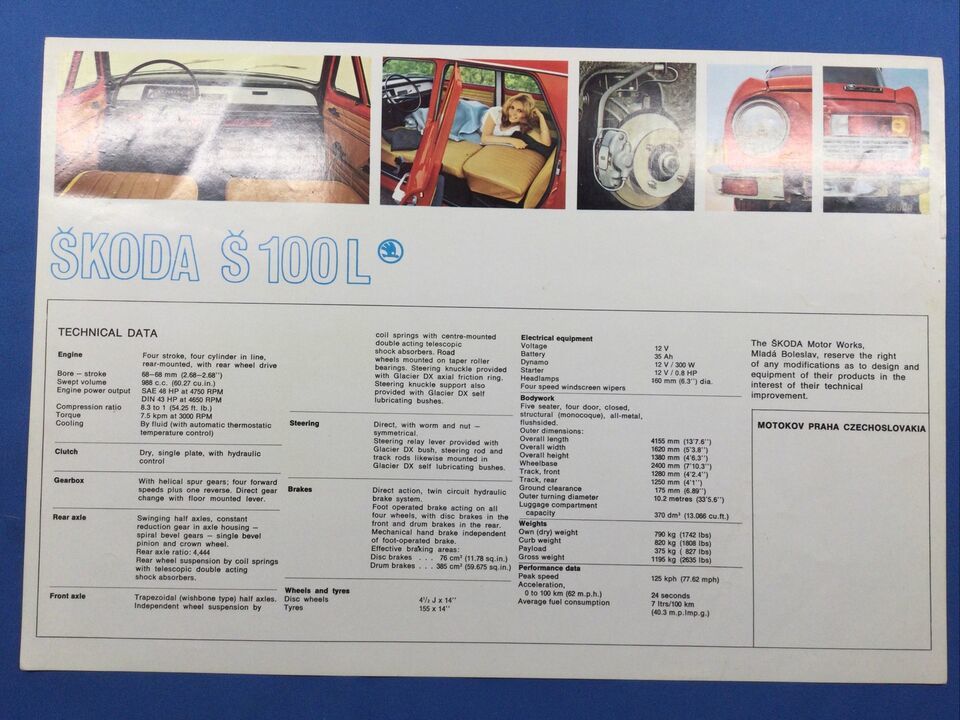 ŠKODA Š 100 L
TECHNICAL DATA
Engine Four stroke, four cylinder in line,
rear-mounted, with rear wheel drive
Bore – stroke 68–68 mm (2.68–2.68")
Swept volume 988 c.c. (60.27 cu.in.)
Engine power output SAE 48 HP at 4750 RPM
DIN 43 HP at 4650 RPM
Compression ratio 8.3 to 1 (54.25 ft. lb.)
Torque 7.5 kpm at 3000 RPM
Cooling By fluid (with automatic thermostatic
temperature control)
Clutch Dry, single plate, with hydraulic
control
Gearbox With helical spur gears; four forward
speeds plus one reverse. Direct gear
change with floor mounted lever.
Rear axle Swinging half axles, constant
reduction gear in axle housing –
spiral bevel gears – single bevel
pinion and crown wheel.
Rear axle ratio: 4,444
Rear wheel suspension by coil springs
with telescopic double acting
shock absorbers.
Front axle Trapezoidal (wishbone type) half axles.
Independent wheel suspension by
coil springs with centre-mounted
double acting telescopic
shock absorbers. Road
wheels mounted on taper roller
bearings. Steering knuckle provided
with Glacier DX axial friction ring.
Steering knuckle support also
provided with Glacier DX self
lubricating bushes.
Steering Direct, with worm and nut –
symmetrical.
Steering relay lever provided with
Glacier DX bush, steering rod and
track rods likewise mounted in
Glacier DX self lubricating bushes.
Brakes Direct action, twin circuit hydraulic
brake system.
Foot operated brake acting on all
four wheels, with disc brakes in the
front and drum brakes in the rear.
Mechanical hand brake independent
of foot-operated brake.
Effective braking areas:
Disc brakes . . . 76 cm² (11.78 sq.in.)
Drum brakes . . . 385 cm² (59.675 sq.in.)
Wheels and tyres
Disc wheels 4½ J x 14"
Tyres 155 x 14"
Electrical equipment
Voltage 12 V
Battery 35 Ah
Dynamo 12 V / 300 W
Starter 12 V / 0.8 HP
Headlamps 160 mm (6.3") dia.
Four speed windscreen wipers
Bodywork
Five seater, four door, closed,
structural (monocoque), all-metal,
flushsided.
Outer dimensions:
Overall length 4155 mm (13'7.6")
Overall width 1620 mm (5'3.8")
Overall height 1380 mm (4'6.3")
Wheelbase 2400 mm (7'10.3")
Track, front 1280 mm (4'2.4")
Track, rear 1250 mm (4'1")
Ground clearance 175 mm (6.89")
Outer turning diameter 10.2 metres (33'5.6")
Luggage compartment
capacity 370 dm³ (13.066 cu.ft.)
Weights
Own (dry) weight 790 kg (1742 lbs)
Curb weight 820 kg (1808 lbs)
Payload 375 kg ( 827 lbs)
Gross weight 1195 kg (2635 lbs)
Performance data
Peak speed 125 kph (77.62 mph)
Acceleration,
0 to 100 km (62 m.p.h.) 24 seconds
Average fuel consumption 7 ltrs/100 km
(40.3 m.p.Imp.g.)
The ŠKODA Motor Works,
Mladá Boleslav, reserve the right
of any modifications as to design and
equipment of their products in the
interest of their technical
improvement.
MOTOKOV PRAHA CZECHOSLOVAKIA